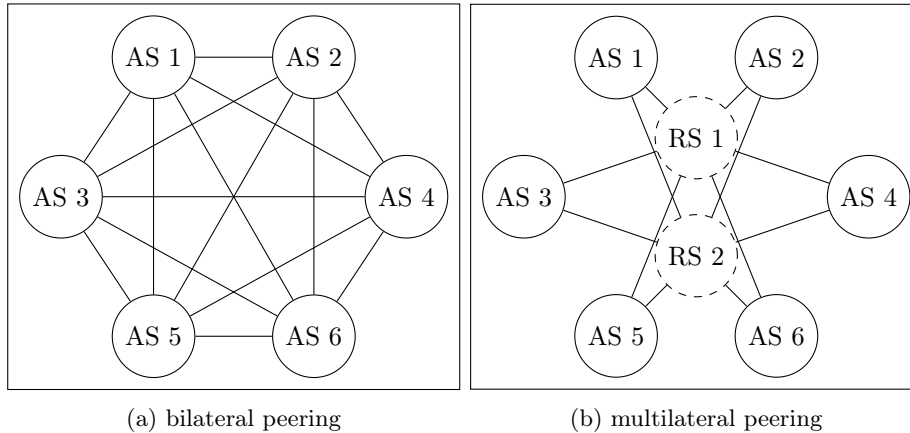 AS 1
AS 2
AS 3
AS 4
AS 5
AS 6
(a) bilateral peering
AS 1
AS 2
RS 1
AS 3
AS 4
RS 2
AS 5
AS 6
(b) multilateral peering